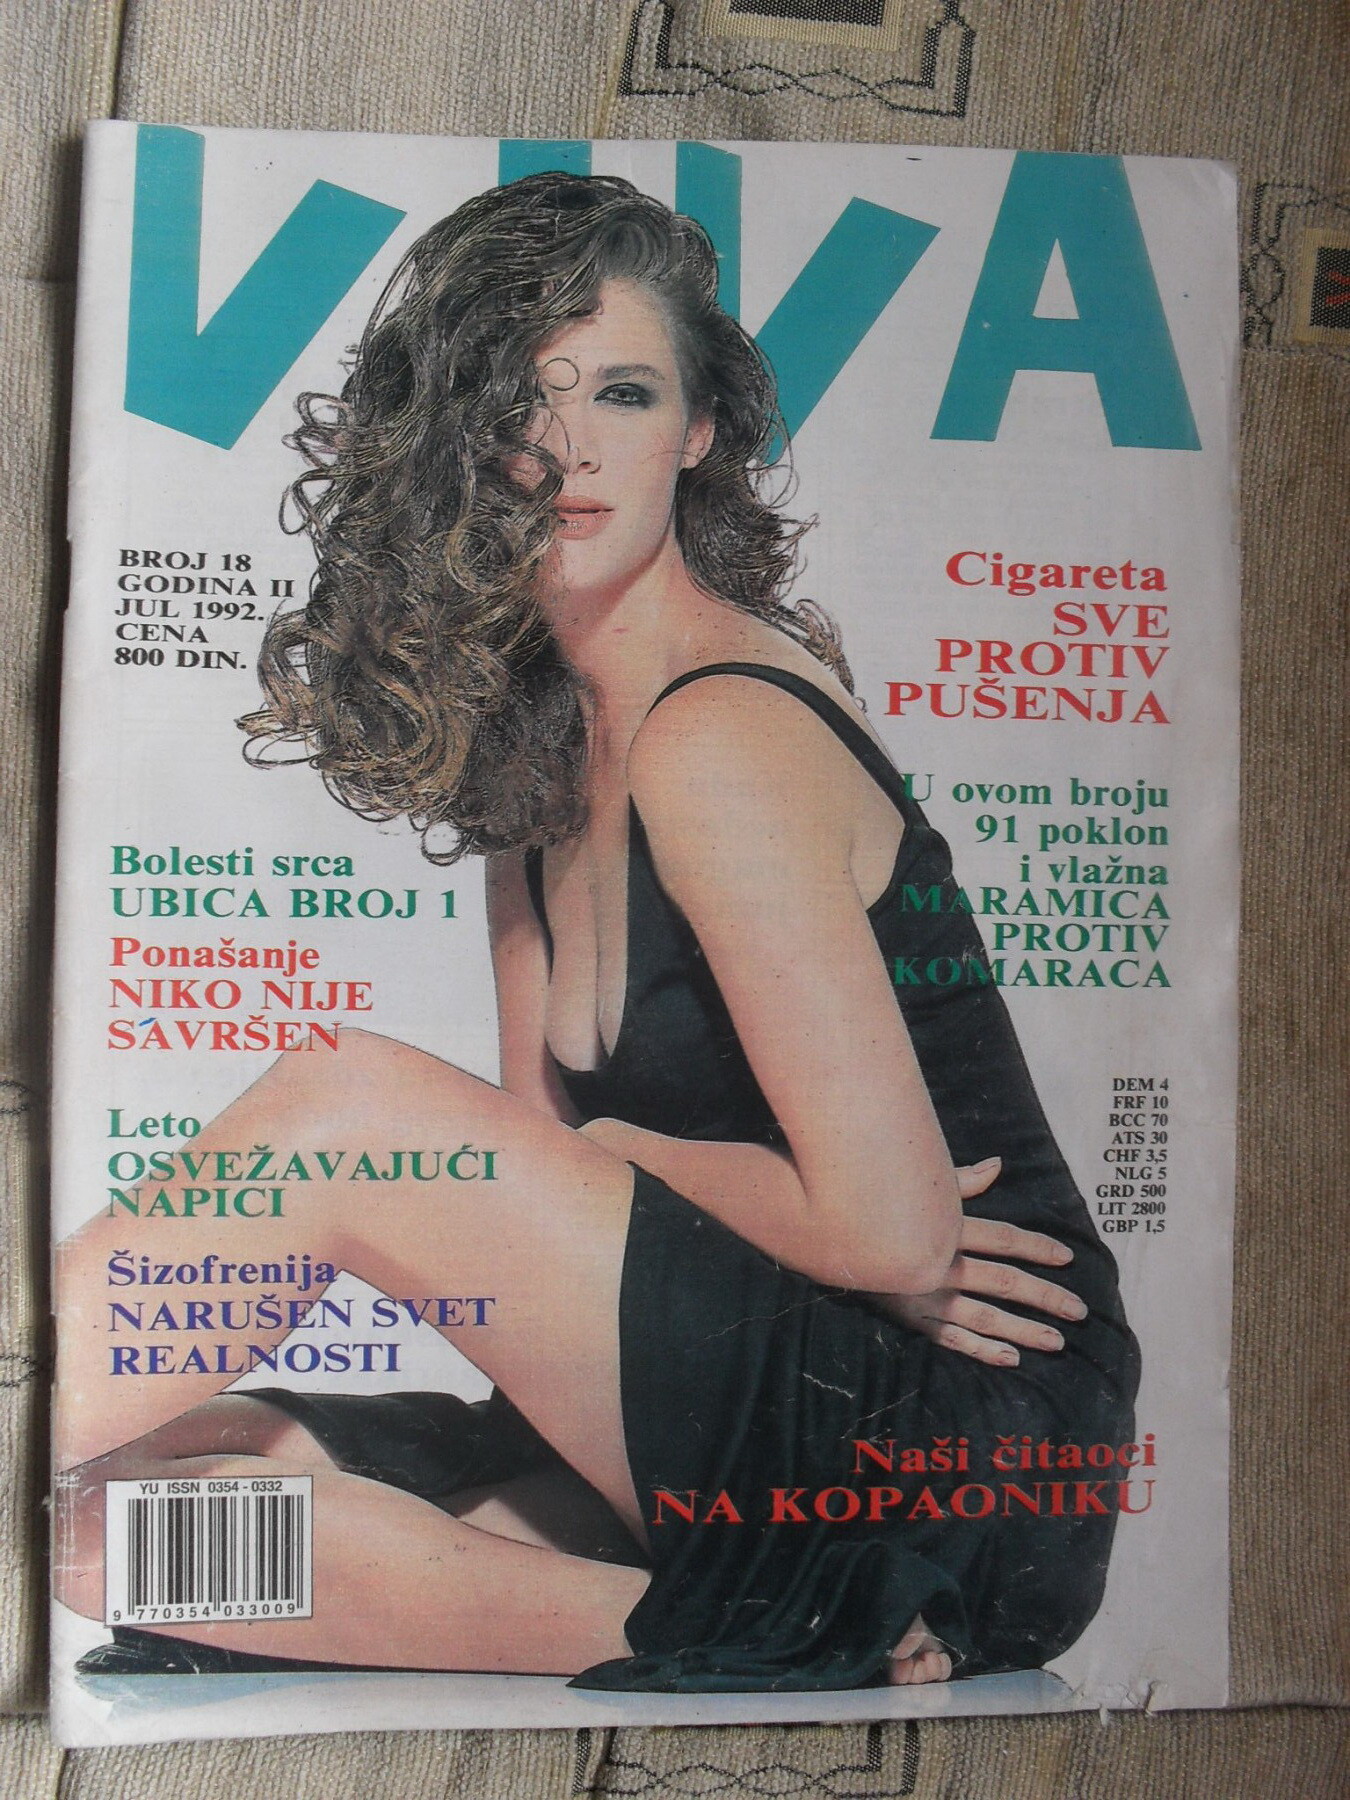 VIVA
BROJ 18
GODINA II
JUL 1992.
CENA
800 DIN.
Cigareta
SVE
PROTIV
PUŠENJA
U ovom broju
91 poklon
i vlažna
MARAMICA
PROTIV
KOMARACA
Bolesti srca
UBICA BROJ 1
Ponašanje
NIKO NIJE
SAVRŠEN
Leto
OSVEŽAVAJUĆI
NAPICI
Šizofrenija
NARUŠEN SVET
REALNOSTI
DEM 4
FRF 10
BCC 70
ATS 30
CHF 3,5
NLG 5
GRD 500
LIT 2800
GBP 1,5
Naši čitaoci
NA KOPAONIKU
YU ISSN 0354-0332
9 770354 033009